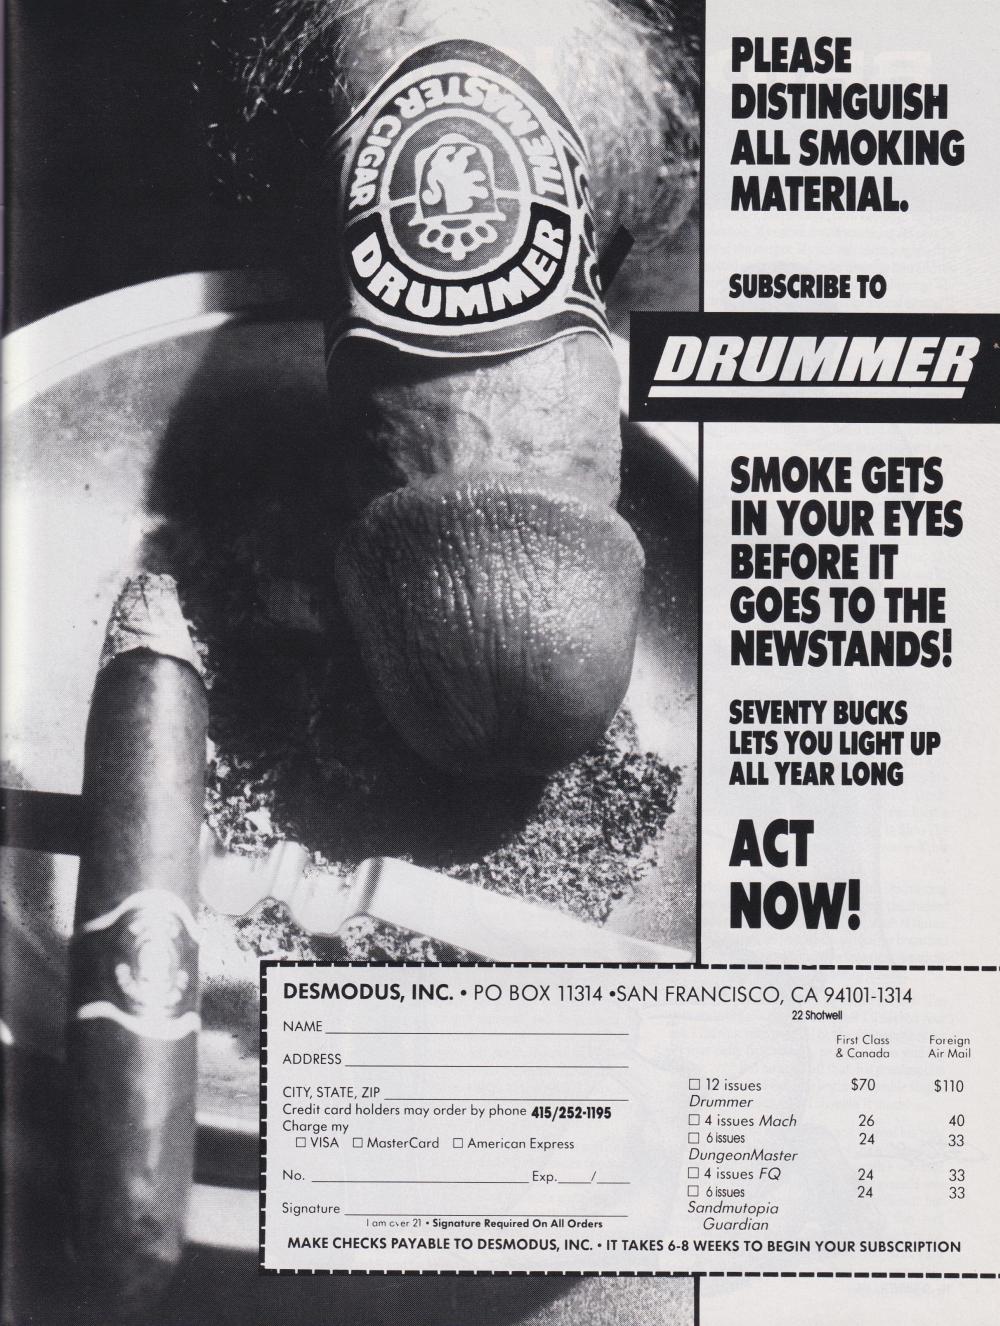 THE MASTER CIGAR
DRUMMER
PLEASE
DISTINGUISH
ALL SMOKING
MATERIAL.
SUBSCRIBE TO
DRUMMER
SMOKE GETS
IN YOUR EYES
BEFORE IT
GOES TO THE
NEWSTANDS!
SEVENTY BUCKS
LETS YOU LIGHT UP
ALL YEAR LONG
ACT
NOW!
DESMODUS, INC. • PO BOX 11314 •SAN FRANCISCO, CA 94101-1314
22 Shotwell
NAME
ADDRESS
CITY, STATE, ZIP
Credit card holders may order by phone 415/252-1195
Charge my
☐ VISA ☐ MasterCard ☐ American Express
No. Exp. /
Signature
I am over 21 • Signature Required On All Orders
First Class Foreign
& Canada Air Mail
☐ 12 issues $70 $110
Drummer
☐ 4 issues Mach 26 40
☐ 6 issues 24 33
DungeonMaster
☐ 4 issues FQ 24 33
☐ 6 issues 24 33
Sandmutopia
Guardian
MAKE CHECKS PAYABLE TO DESMODUS, INC. • IT TAKES 6-8 WEEKS TO BEGIN YOUR SUBSCRIPTION